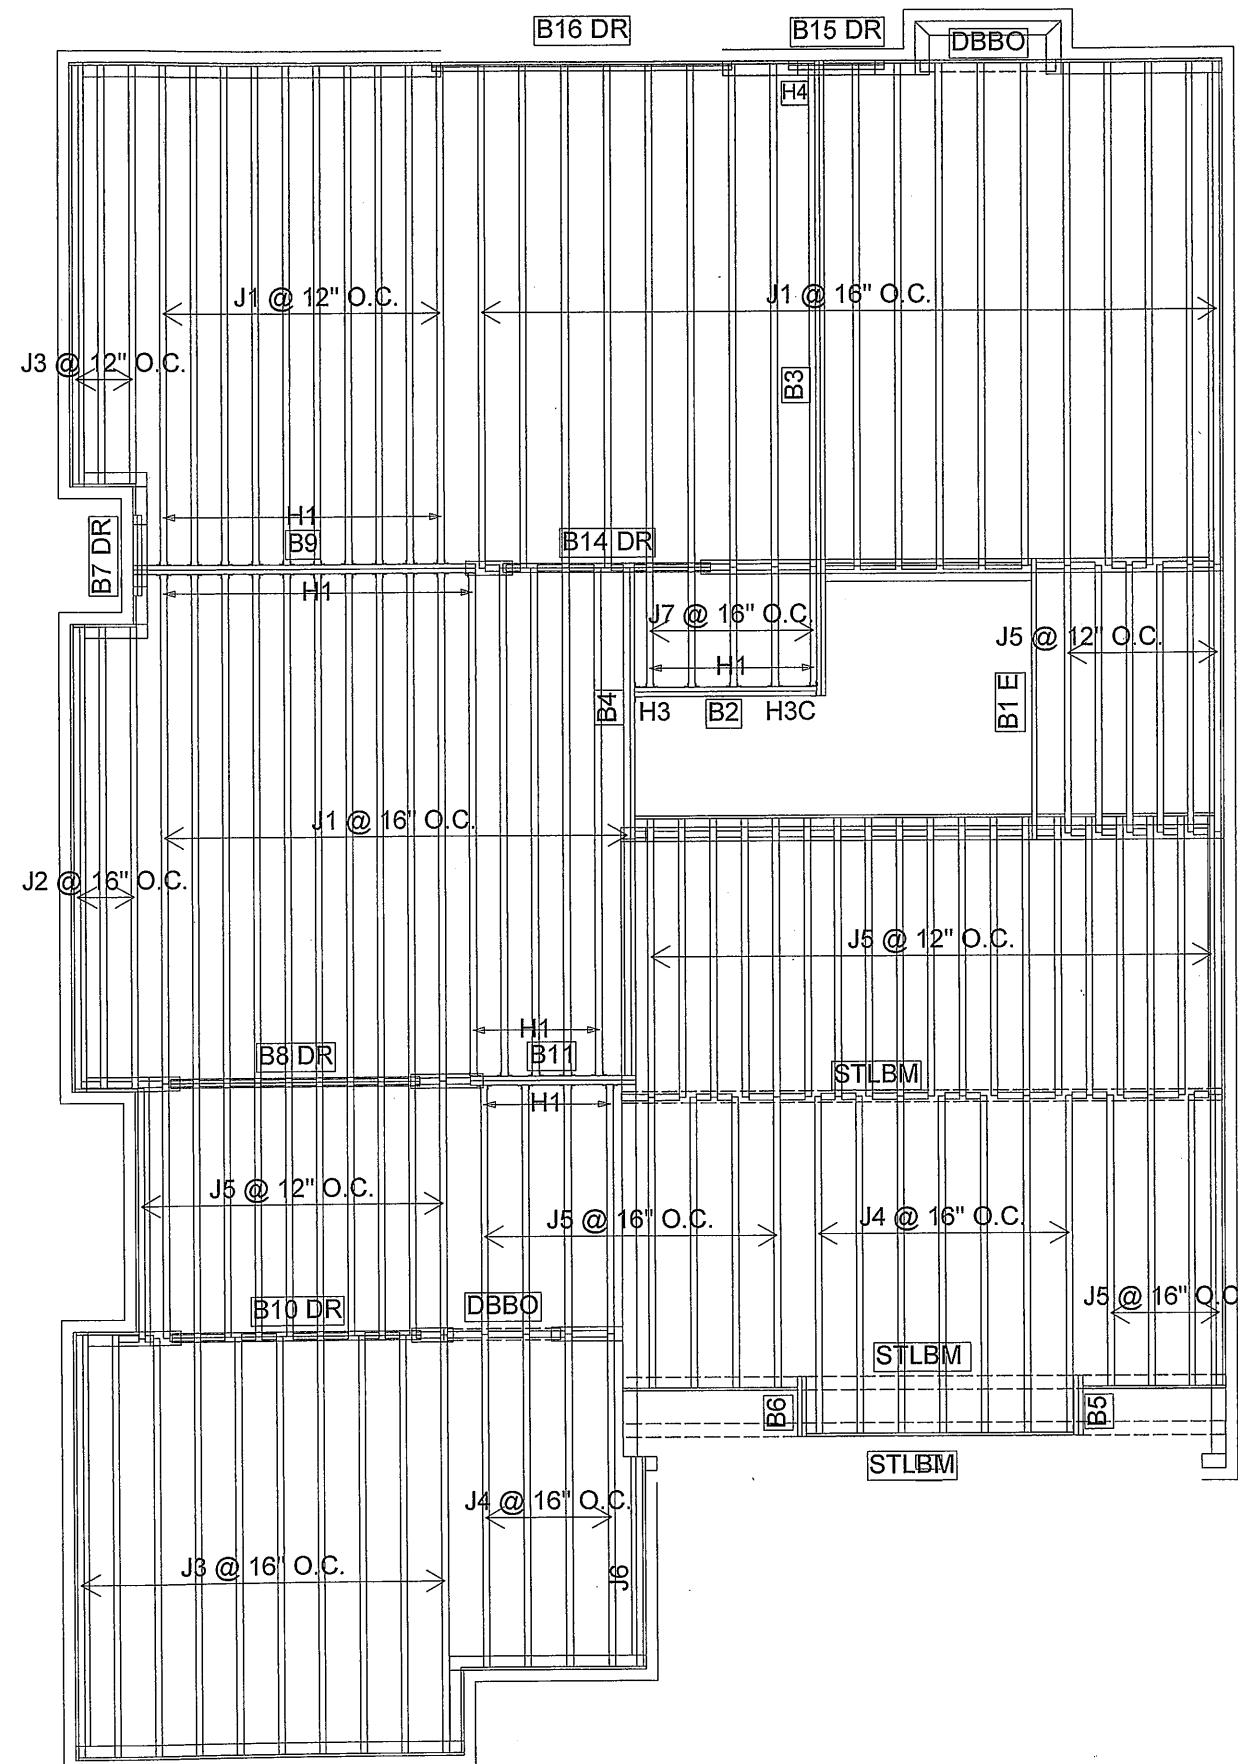 B16 DR
B15 DR
DBBO
H4
J1 @ 12" O.C.
J1 @ 16" O.C.
J3 @ 12" O.C.
B3
H1
B9
B7 DR
B14 DR
H1
J7 @ 16" O.C.
J5 @ 12" O.C.
H1
B4
H3
B2
H3C
B1 E
J1 @ 16" O.C.
J2 @ 16" O.C.
J5 @ 12" O.C.
H1
B8 DR
B11
STLBM
H1
J5 @ 12" O.C.
J5 @ 16" O.C.
J4 @ 16" O.C.
B10 DR
DBBO
J5 @ 16" O.C
STLBM
B6
B5
STLBM
J4 @ 16" O.C.
J3 @ 16" O.C.
J6